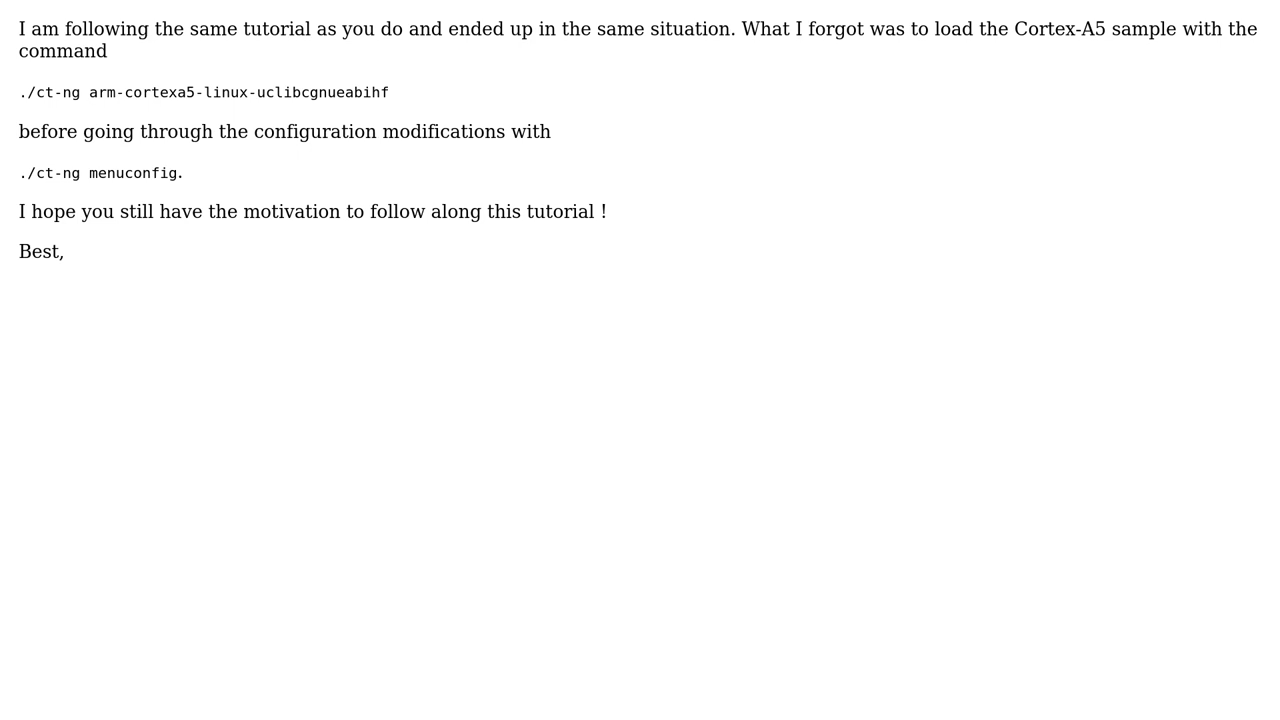 I am following the same tutorial as you do and ended up in the same situation. What I forgot was to load the Cortex-A5 sample with the
command
./ct-ng arm-cortexa5-linux-uclibcgnueabihf
before going through the configuration modifications with
./ct-ng menuconfig.
I hope you still have the motivation to follow along this tutorial !
Best,